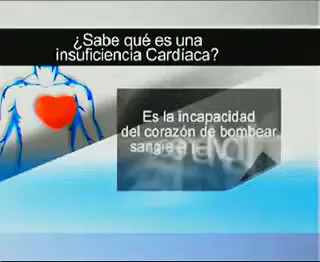 ¿Sabe qué es una
insuficiencia Cardíaca?
Es la incapacidad
del corazón de bombear
sangre a